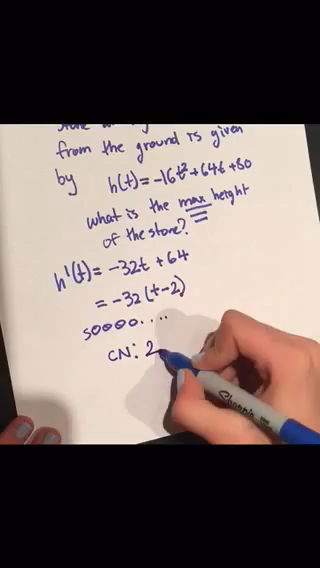 from the ground is given
by h(t) = -16t²+64t+80
what is the max height
of the stone?
h'(t) = -32t + 64
= -32(t-2)
soooo....
CN: 2
Sharpie